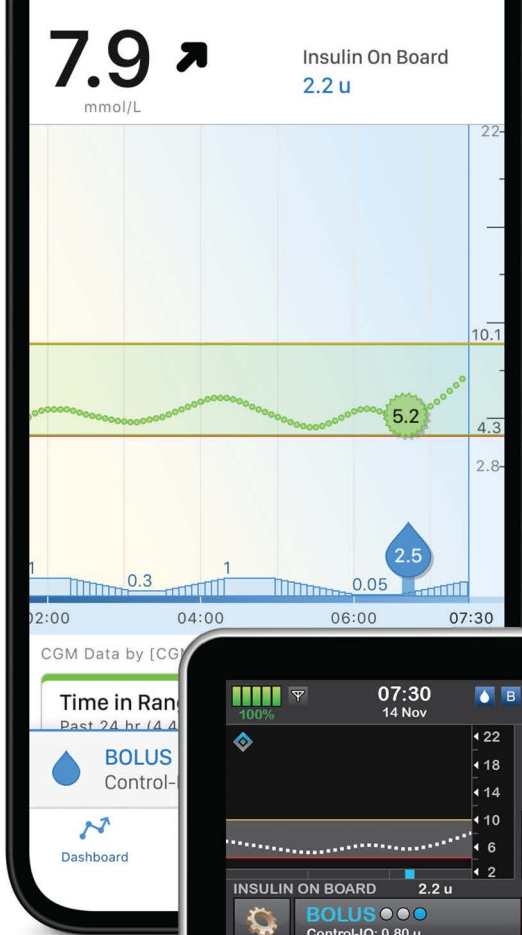 7.9
mmol/L
Insulin On Board
2.2 u
22
10.1
5.2
4.3
2.8
2.5
1
0.3
1
0.05
02:00
04:00
06:00
07:30
CGM Data by [CG
Time in Ran
Past 24 hr (4.4
BOLUS
Control-I
Dashboard
100%
07:30
14 Nov
B
22
18
14
10
6
2
INSULIN ON BOARD 2.2 u
BOLUS
Control-IQ: 0.80 u